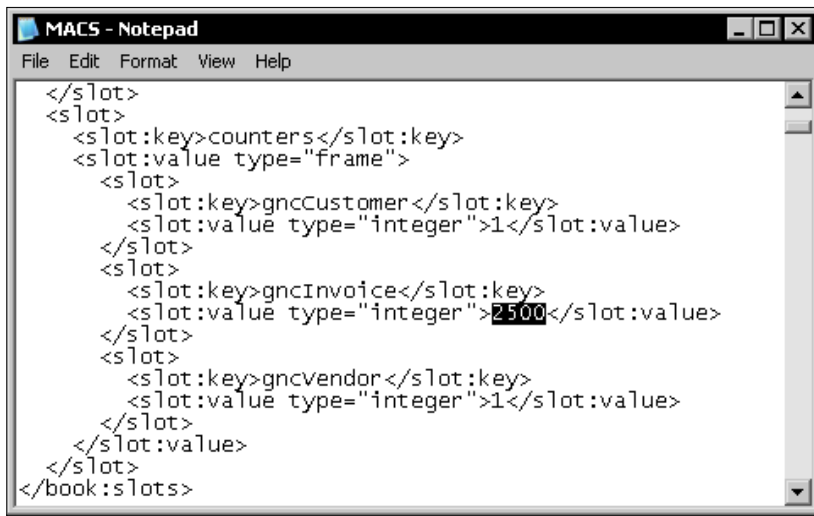 MACS - Notepad
File Edit Format View Help
  </slot>
  <slot>
    <slot:key>counters</slot:key>
    <slot:value type="frame">
      <slot>
        <slot:key>gncCustomer</slot:key>
        <slot:value type="integer">1</slot:value>
      </slot>
      <slot>
        <slot:key>gncInvoice</slot:key>
        <slot:value type="integer">2500</slot:value>
      </slot>
      <slot>
        <slot:key>gncVendor</slot:key>
        <slot:value type="integer">1</slot:value>
      </slot>
    </slot:value>
  </slot>
</book:slots>